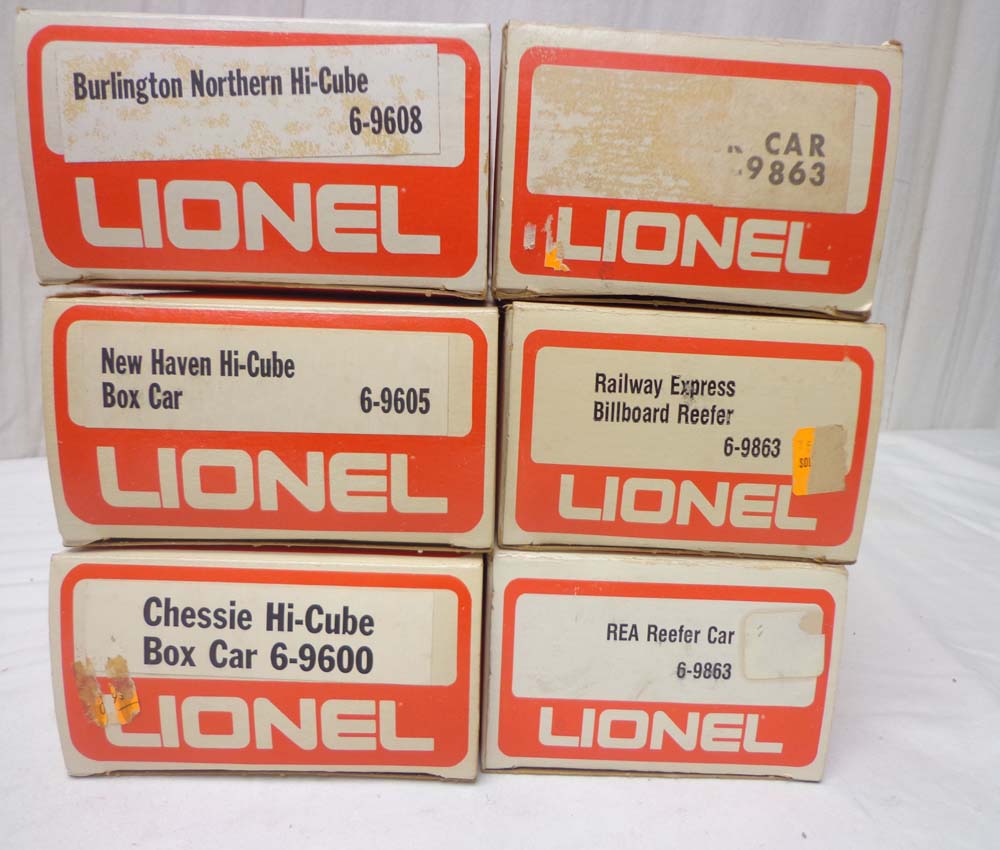 Burlington Northern Hi-Cube
6-9608
LIONEL
CAR
9863
LIONEL
New Haven Hi-Cube
Box Car 6-9605
LIONEL
Railway Express
Billboard Reefer
6-9863
LIONEL
Chessie Hi-Cube
Box Car 6-9600
LIONEL
REA Reefer Car
6-9863
LIONEL